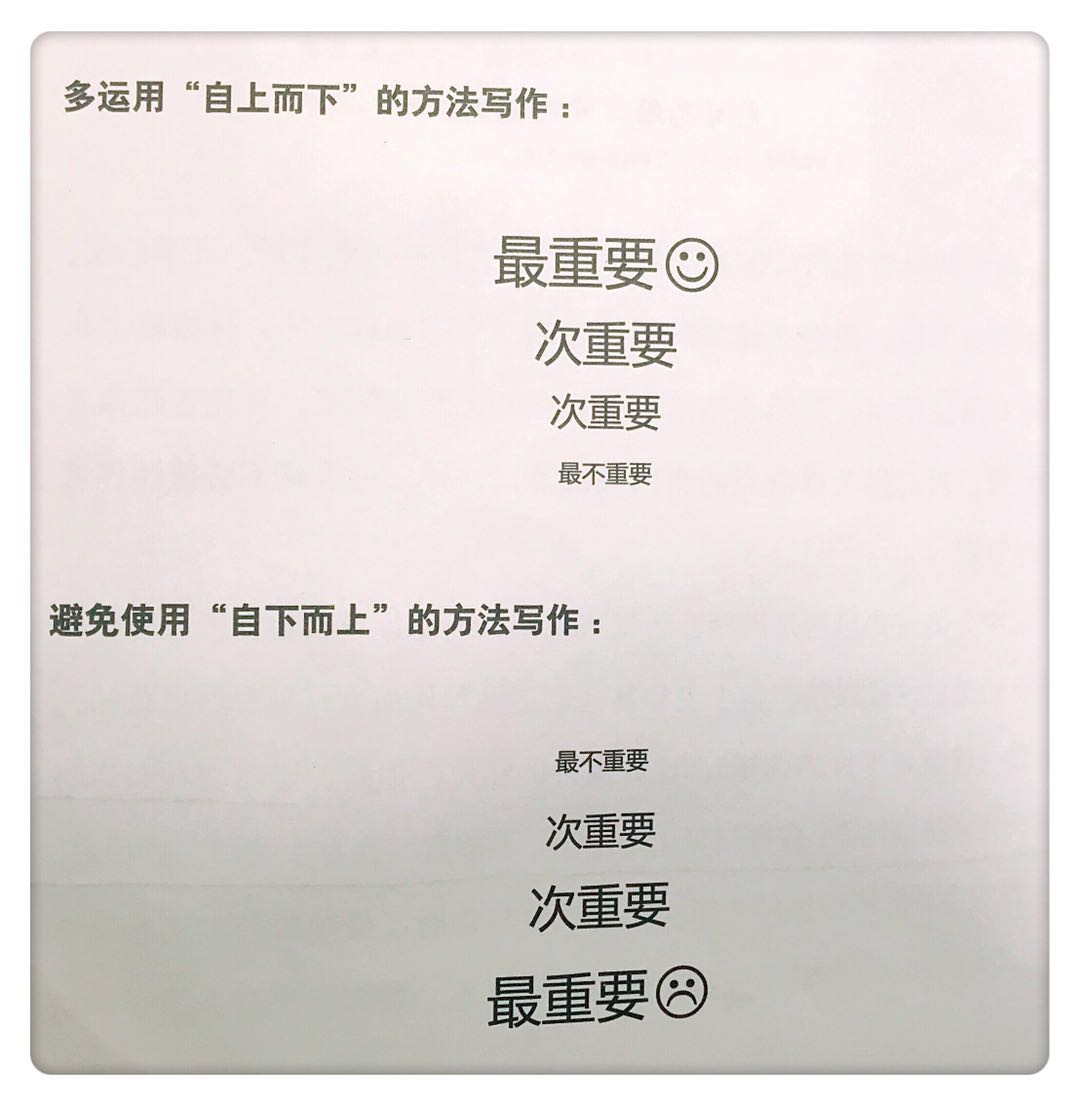 多运用“自上而下”的方法写作：
最重要☺
次重要
次重要
最不重要
避免使用“自下而上”的方法写作：
最不重要
次重要
次重要
最重要☹